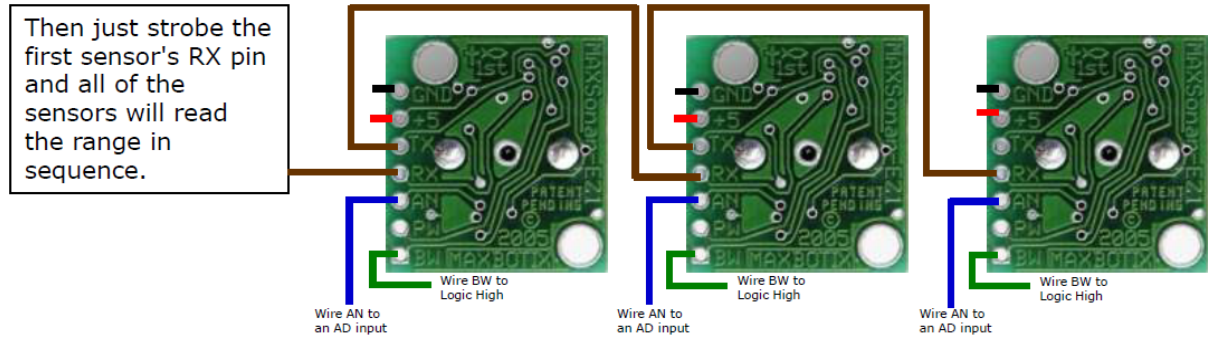 Then just strobe the
first sensor's RX pin
and all of the
sensors will read
the range in
sequence.
GND
+5
TX
RX
AN
PW
BW
MAXBOTIX
MAXSonar EZ1
PATENT
PENDING
©
2005
Wire BW to
Logic High
Wire AN to
an AD input
GND
+5
TX
RX
AN
PW
BW
MAXBOTIX
MAXSonar EZ1
PATENT
PENDING
©
2005
Wire BW to
Logic High
Wire AN to
an AD input
GND
+5
TX
RX
AN
PW
BW
MAXBOTIX
MAXSonar EZ1
PATENT
PENDING
©
2005
Wire BW to
Logic High
Wire AN to
an AD input